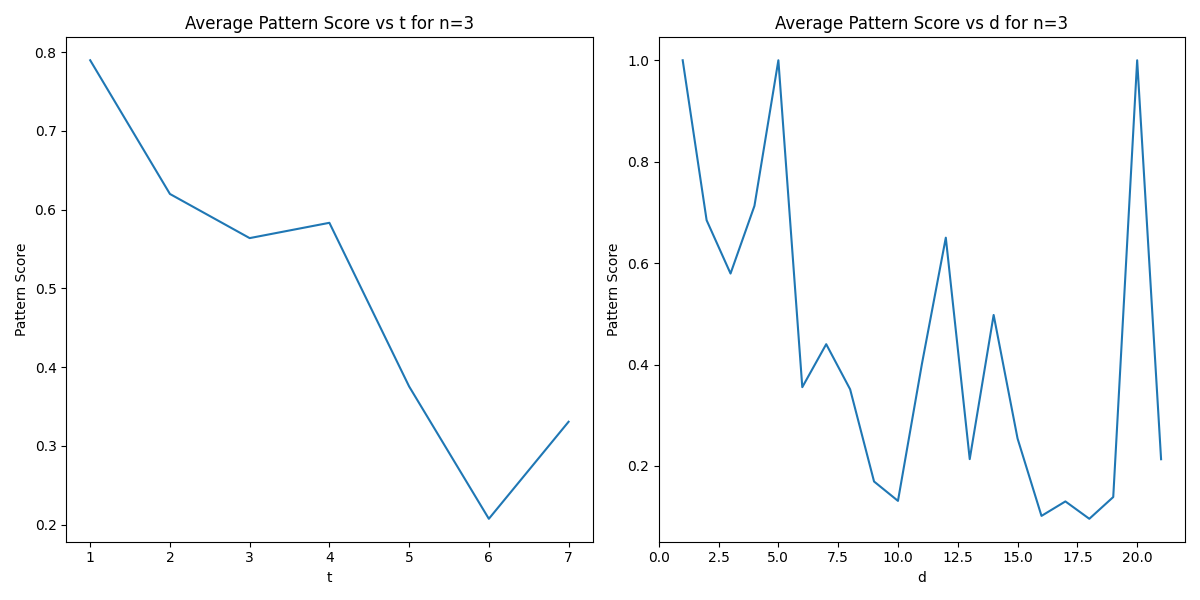 Average Pattern Score vs t for n=3
Pattern Score
0.8
0.7
0.6
0.5
0.4
0.3
0.2
1 2 3 4 5 6 7
t
Average Pattern Score vs d for n=3
Pattern Score
1.0
0.8
0.6
0.4
0.2
0.0 2.5 5.0 7.5 10.0 12.5 15.0 17.5 20.0
d